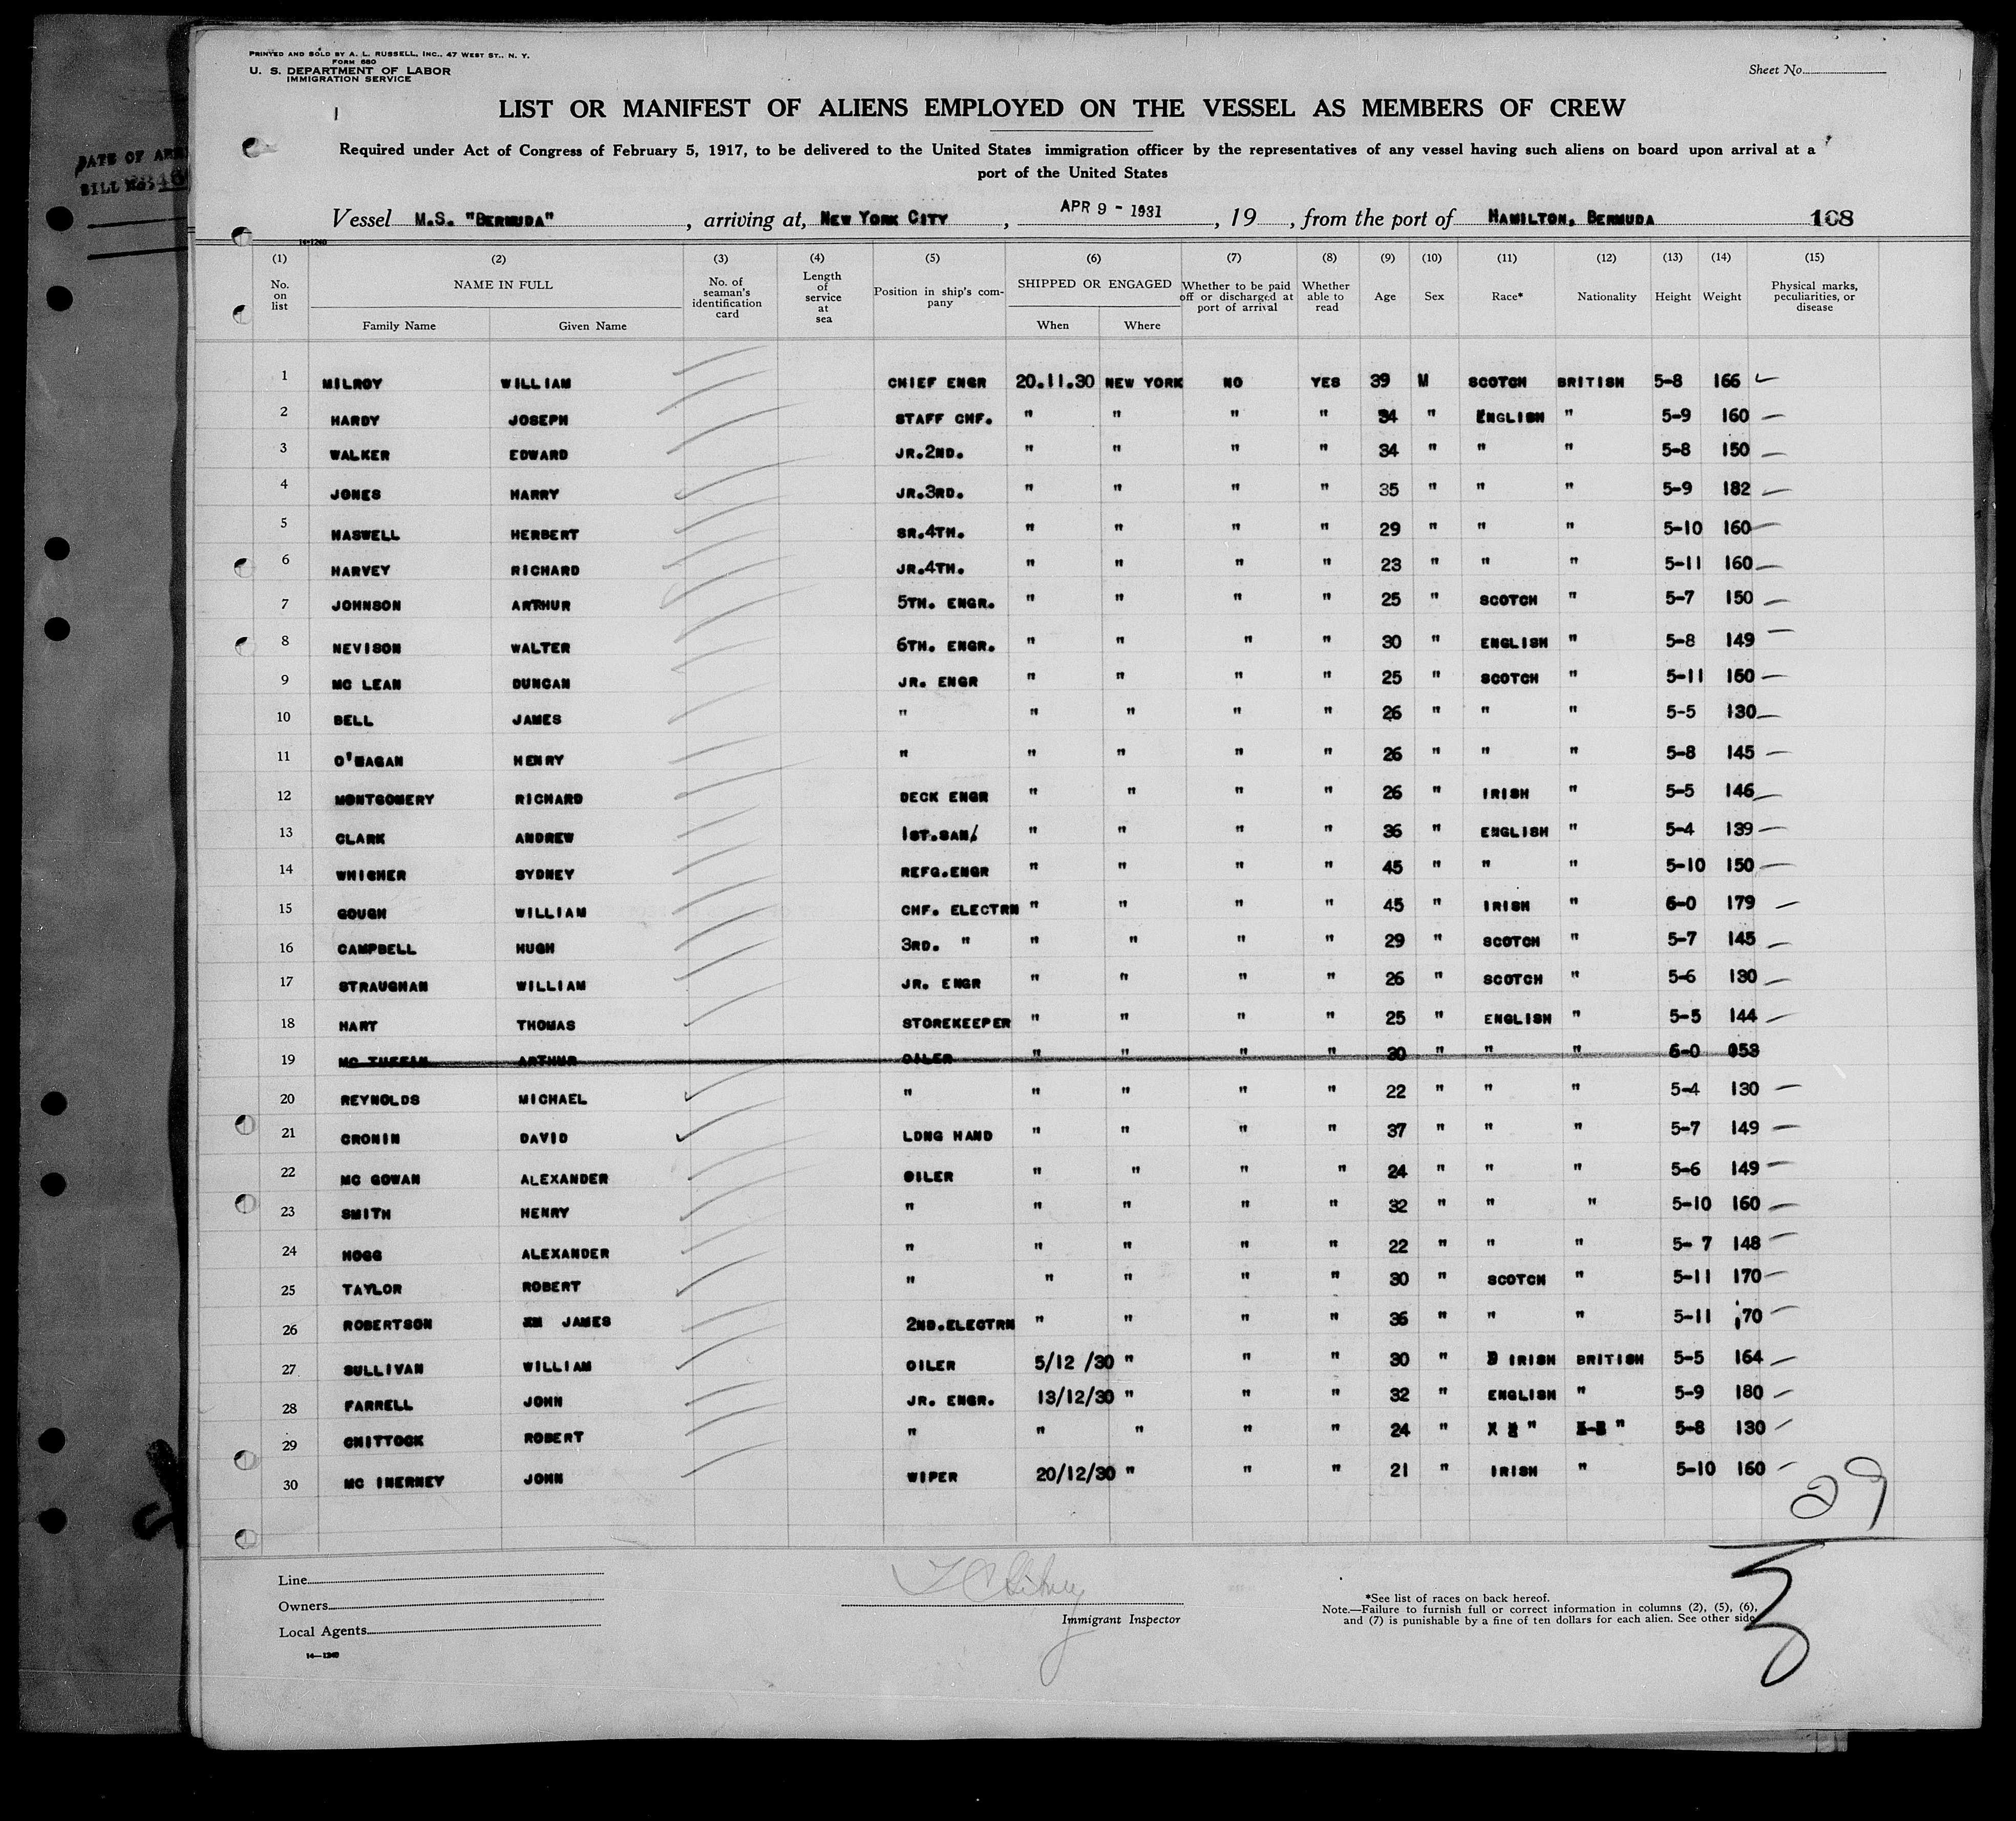 PRINTED AND SOLD BY A. L. RUSSELL, INC., 47 WEST ST., N. Y.
FORM 680
U. S. DEPARTMENT OF LABOR
IMMIGRATION SERVICE
Sheet No.
LIST OR MANIFEST OF ALIENS EMPLOYED ON THE VESSEL AS MEMBERS OF CREW
Required under Act of Congress of February 5, 1917, to be delivered to the United States immigration officer by the representatives of any vessel having such aliens on board upon arrival at a
port of the United States
DATE OF
BILL No.
Vessel M.S. "BERMUDA" , arriving at, NEW YORK CITY , APR 9 - 1931 , 19 , from the port of HAMILTON, BERMUDA 108
14-1240
(1) (2) (3) (4) (5) (6) (7) (8) (9) (10) (11) (12) (13) (14) (15)
No. on list NAME IN FULL Family Name Given Name No. of seaman's identification card Length of service at sea Position in ship's company SHIPPED OR ENGAGED When Where Whether to be paid off or discharged at port of arrival Whether able to read Age Sex Race* Nationality Height Weight Physical marks, peculiarities, or disease
1 MILROY WILLIAM CHIEF ENGR 20.11.30 NEW YORK NO YES 39 M SCOTCH BRITISH 5-8 166
2 HARDY JOSEPH STAFF CHF. " " " " 34 " ENGLISH " 5-9 160
3 WALKER EDWARD JR.2ND. " " " " 34 " " " 5-8 150
4 JONES HARRY JR.3RD. " " " " 35 " " " 5-9 182
5 HASWELL HERBERT SR.4TH. " " " " 29 " " " 5-10 160
6 HARVEY RICHARD JR.4TH. " " " " 23 " " " 5-11 160
7 JOHNSON ARTHUR 5TH. ENGR. " " " " 25 " SCOTCH " 5-7 150
8 NEVISON WALTER 6TH. ENGR. " " " " 30 " ENGLISH " 5-8 149
9 MC LEAN DUNCAN JR. ENGR " " " " 25 " SCOTCH " 5-11 160
10 BELL JAMES " " " " " 26 " " " 5-5 130
11 O'HAGAN HENRY " " " " " 26 " " " 5-8 145
12 MONTGOMERY RICHARD DECK ENGR " " " " 26 " IRISH " 5-5 146
13 CLARK ANDREW 1ST.SAN/ " " " " 36 " ENGLISH " 5-4 139
14 WHICHER SYDNEY REFG.ENGR " " " " 45 " " " 5-10 150
15 GOUGH WILLIAM CHF. ELECTRN " " " " 45 " IRISH " 6-0 179
16 CAMPBELL HUGH 3RD. " " " " " 29 " SCOTCH " 5-7 145
17 STRAUGHAN WILLIAM JR. ENGR " " " " 26 " SCOTCH " 5-6 130
18 HART THOMAS STOREKEEPER " " " " 25 " ENGLISH " 5-5 144
19 MC ARTHUR OILER " " " " 30 " " " 6-0
20 REYNOLDS MICHAEL " " " " " 22 " " " 5-4 130
21 CRONIN DAVID LDNG HAND " " " " 37 " " " 5-7 149
22 MC GOWAN ALEXANDER OILER " " " " 24 " " " 5-6 149
23 SMITH HENRY " " " " " 32 " " " 5-10 160
24 HOGG ALEXANDER " " " " " 22 " " " 5- 7 148
25 TAYLOR ROBERT " " " " " 30 " SCOTCH " 5-11 170
26 ROBERTSON JAMES 2ND.ELECTRN " " " " 36 " " " 5-11 170
27 SULLIVAN WILLIAM OILER 5/12 /30 " " " 30 " IRISH BRITISH 5-5 164
28 FARRELL JOHN JR. ENGR. 13/12/30 " " " 32 " ENGLISH " 5-9 180
29 CHITTOCK ROBERT " " " " " 24 " " " 5-8 130
30 MC INERNEY JOHN WIPER 20/12/30 " " " 21 " IRISH " 5-10 160
29
Line
Owners
Local Agents
14-1240
Immigrant Inspector
*See list of races on back hereof.
Note.—Failure to furnish full or correct information in columns (2), (5), (6),
and (7) is punishable by a fine of ten dollars for each alien. See other side.